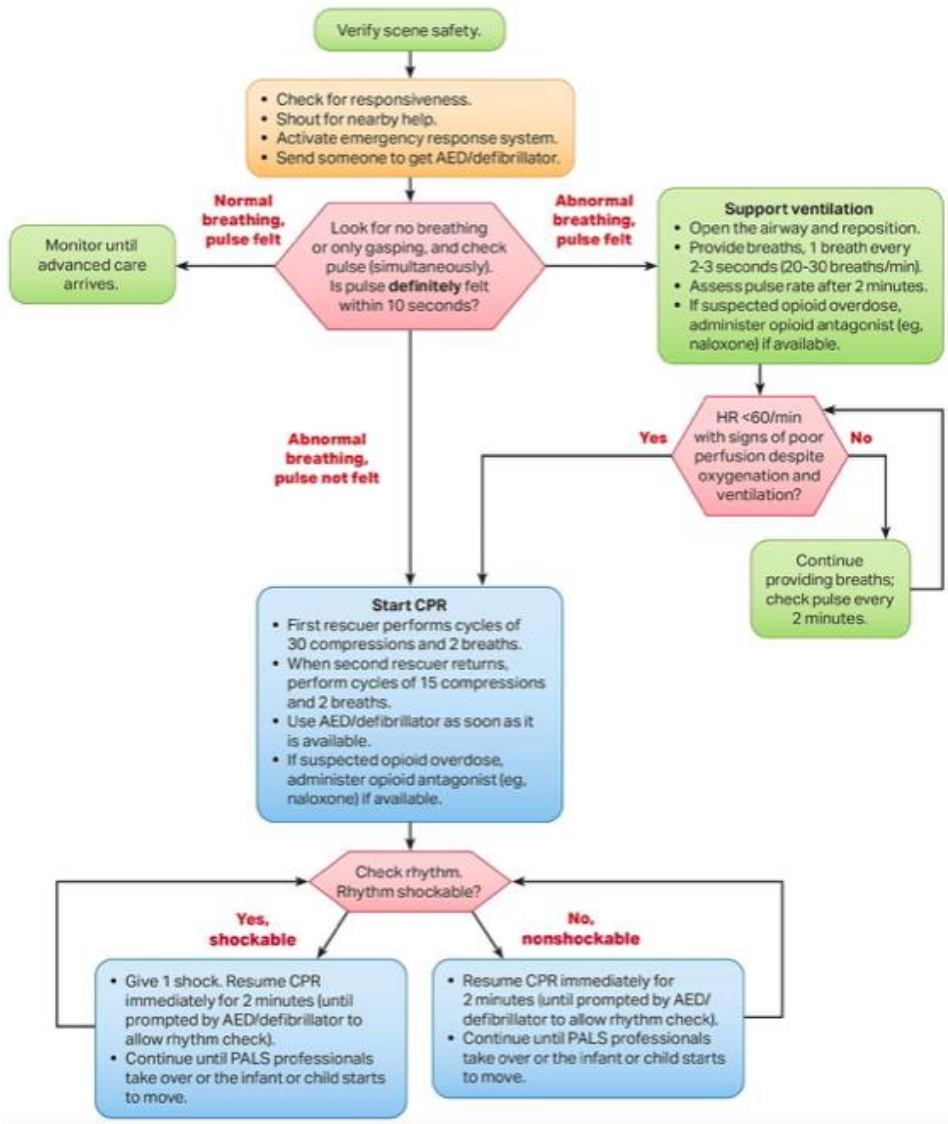 Verify scene safety.
• Check for responsiveness.
• Shout for nearby help.
• Activate emergency response system.
• Send someone to get AED/defibrillator.
Normal
breathing,
pulse felt
Abnormal
breathing,
pulse felt
Monitor until
advanced care
arrives.
Look for no breathing
or only gasping, and check
pulse (simultaneously).
Is pulse definitely felt
within 10 seconds?
Support ventilation
• Open the airway and reposition.
• Provide breaths, 1 breath every
2-3 seconds (20-30 breaths/min).
• Assess pulse rate after 2 minutes.
• If suspected opioid overdose,
administer opioid antagonist (eg,
naloxone) if available.
Abnormal
breathing,
pulse not felt
Yes
HR <60/min
with signs of poor
perfusion despite
oxygenation and
ventilation?
No
Continue
providing breaths;
check pulse every
2 minutes.
Start CPR
• First rescuer performs cycles of
30 compressions and 2 breaths.
• When second rescuer returns,
perform cycles of 15 compressions
and 2 breaths.
• Use AED/defibrillator as soon as it
is available.
• If suspected opioid overdose,
administer opioid antagonist (eg,
naloxone) if available.
Check rhythm.
Rhythm shockable?
Yes,
shockable
No,
nonshockable
• Give 1 shock. Resume CPR
immediately for 2 minutes (until
prompted by AED/defibrillator to
allow rhythm check).
• Continue until PALS professionals
take over or the infant or child starts
to move.
• Resume CPR immediately for
2 minutes (until prompted by AED/
defibrillator to allow rhythm check).
• Continue until PALS professionals
take over or the infant or child starts
to move.